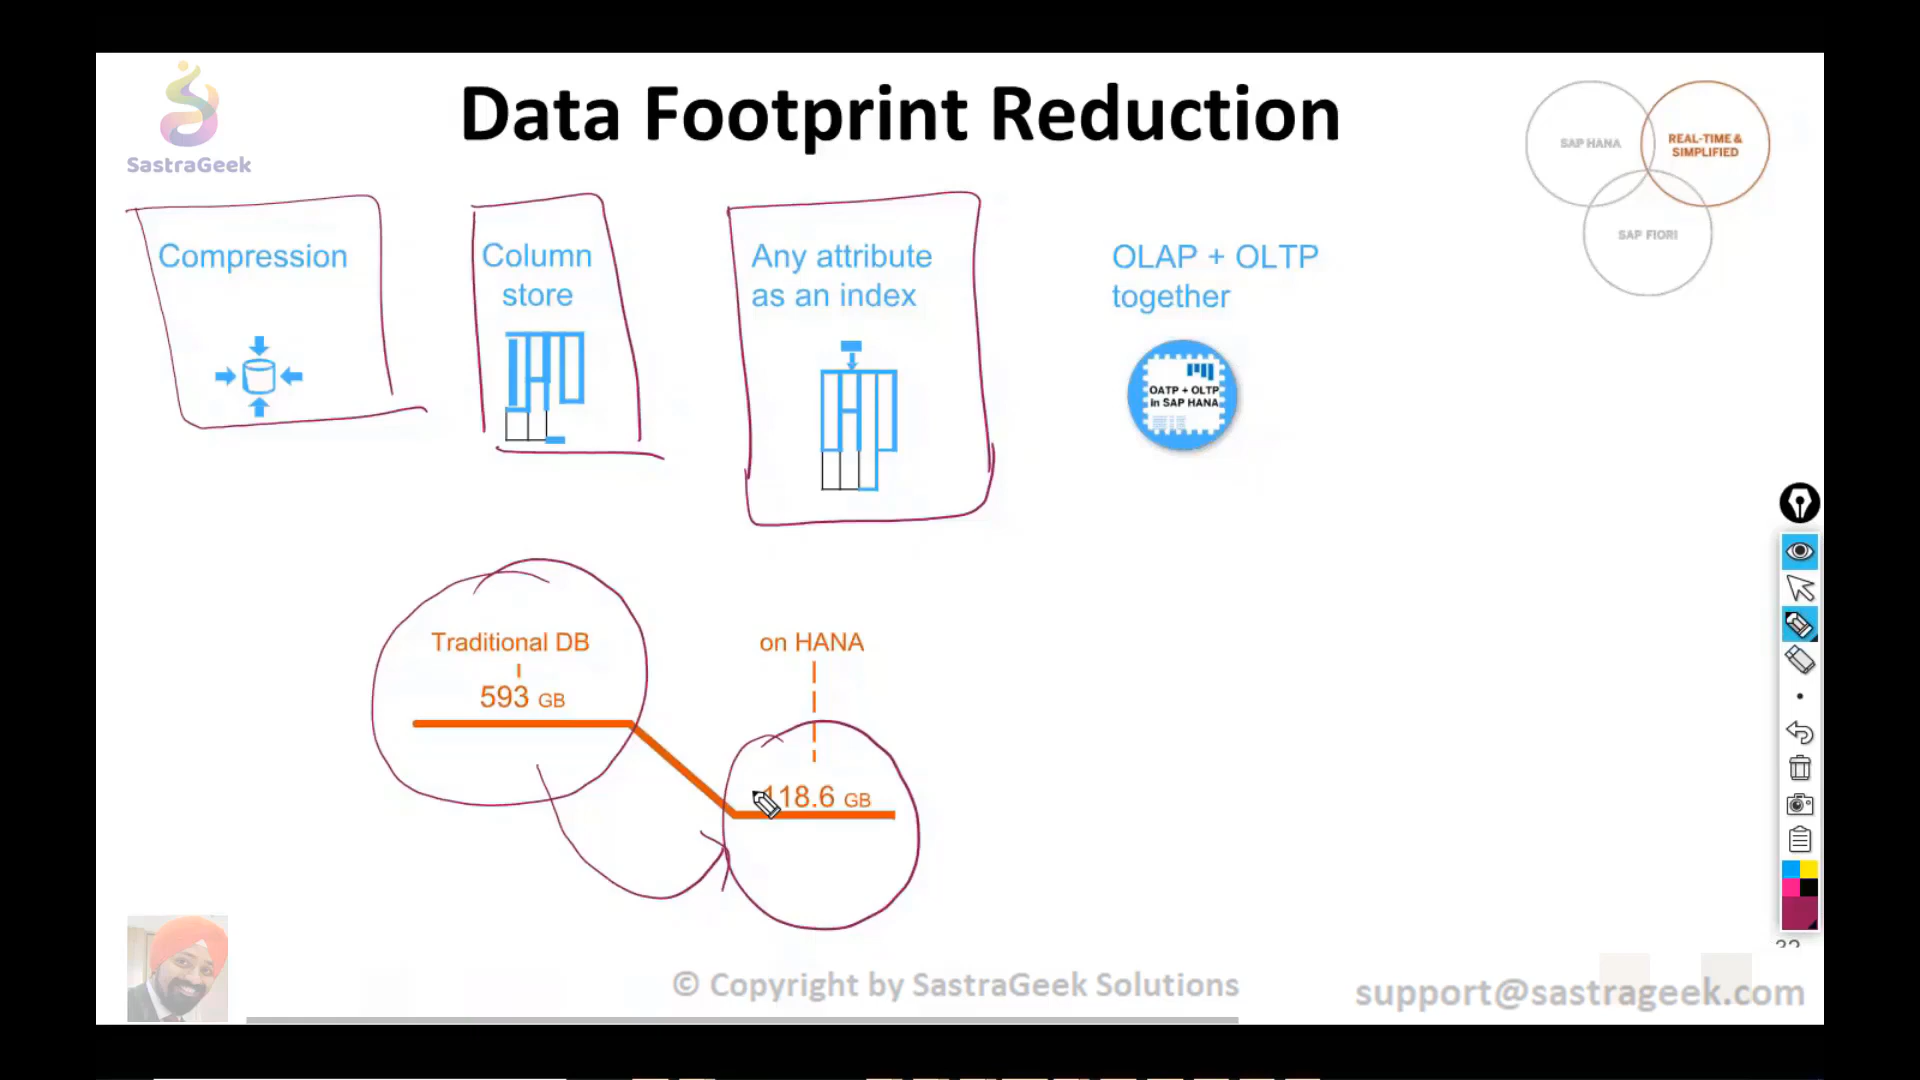 Data Footprint Reduction
SastraGeek
SAP HANA
REAL-TIME &
SIMPLIFIED
SAP FIORI
Compression
Column
store
Any attribute
as an index
OLAP + OLTP
together
OATP + OLTP
in SAP HANA
Traditional DB
593 GB
on HANA
118.6 GB
© Copyright by SastraGeek Solutions
support@sastrageek.com